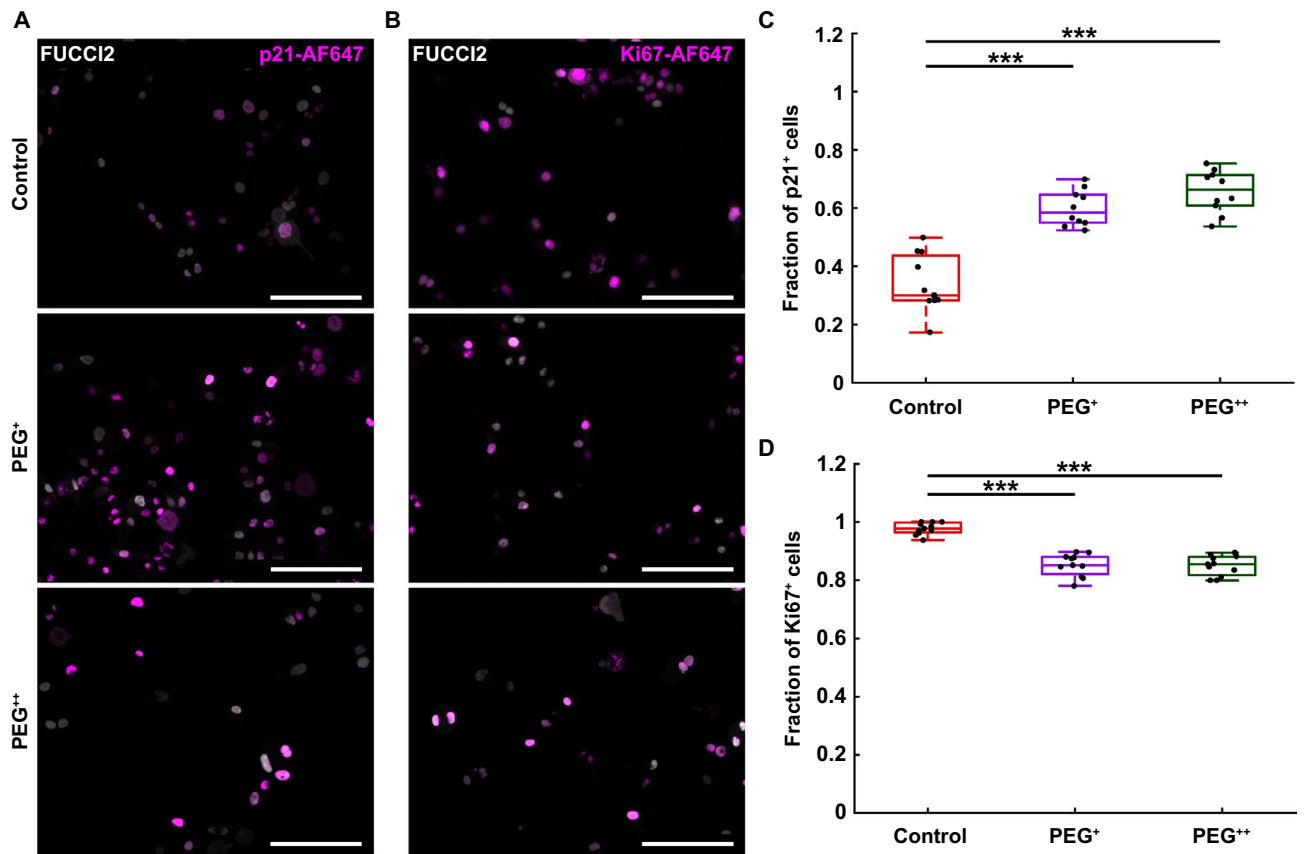 A
B
FUCCI2 p21-AF647
FUCCI2 Ki67-AF647
Control
PEG⁺
PEG⁺⁺
C
1.2
1
0.8
0.6
0.4
0.2
0
Fraction of p21⁺ cells
***
***
Control PEG⁺ PEG⁺⁺
D
1.2
1
0.8
0.6
0.4
0.2
0
Fraction of Ki67⁺ cells
***
***
Control PEG⁺ PEG⁺⁺